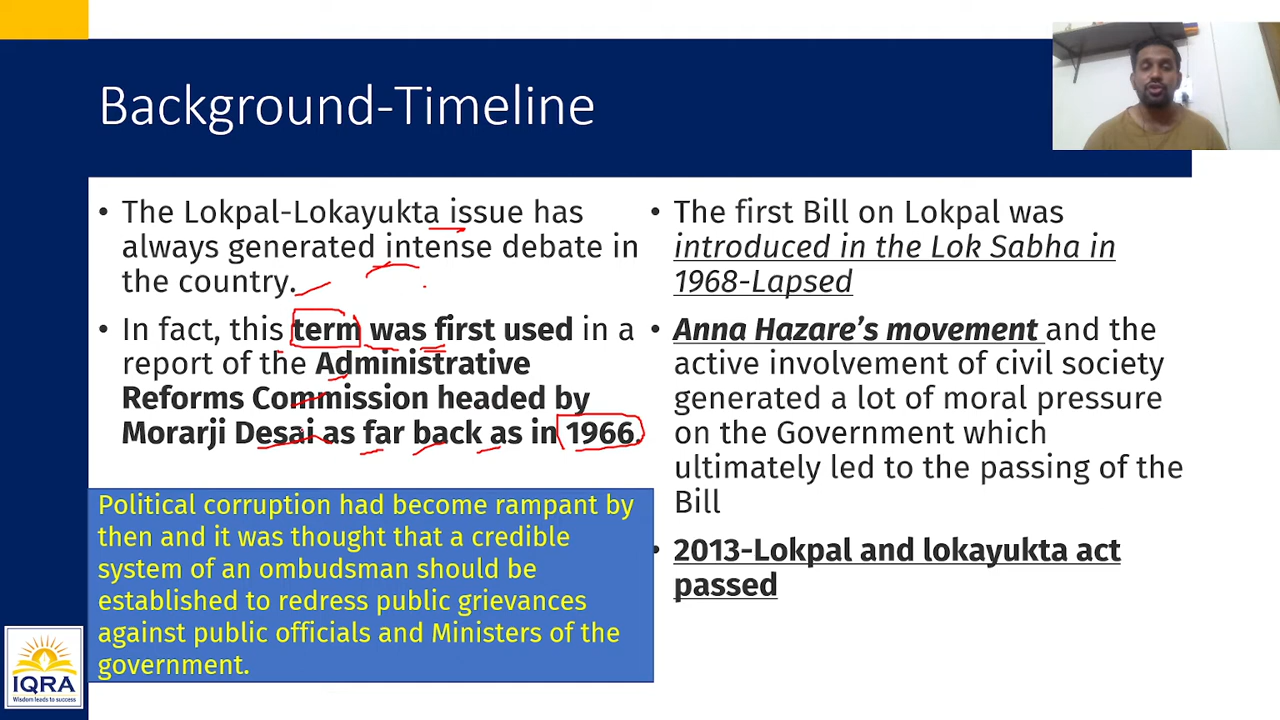 Background-Timeline
• The Lokpal-Lokayukta issue has
always generated intense debate in
the country.
• In fact, this term was first used in a
report of the Administrative
Reforms Commission headed by
Morarji Desai as far back as in 1966.
Political corruption had become rampant by
then and it was thought that a credible
system of an ombudsman should be
established to redress public grievances
against public officials and Ministers of the
government.
• The first Bill on Lokpal was
introduced in the Lok Sabha in
1968-Lapsed
• Anna Hazare's movement and the
active involvement of civil society
generated a lot of moral pressure
on the Government which
ultimately led to the passing of the
Bill
• 2013-Lokpal and lokayukta act
passed
IQRA
Wisdom leads to success